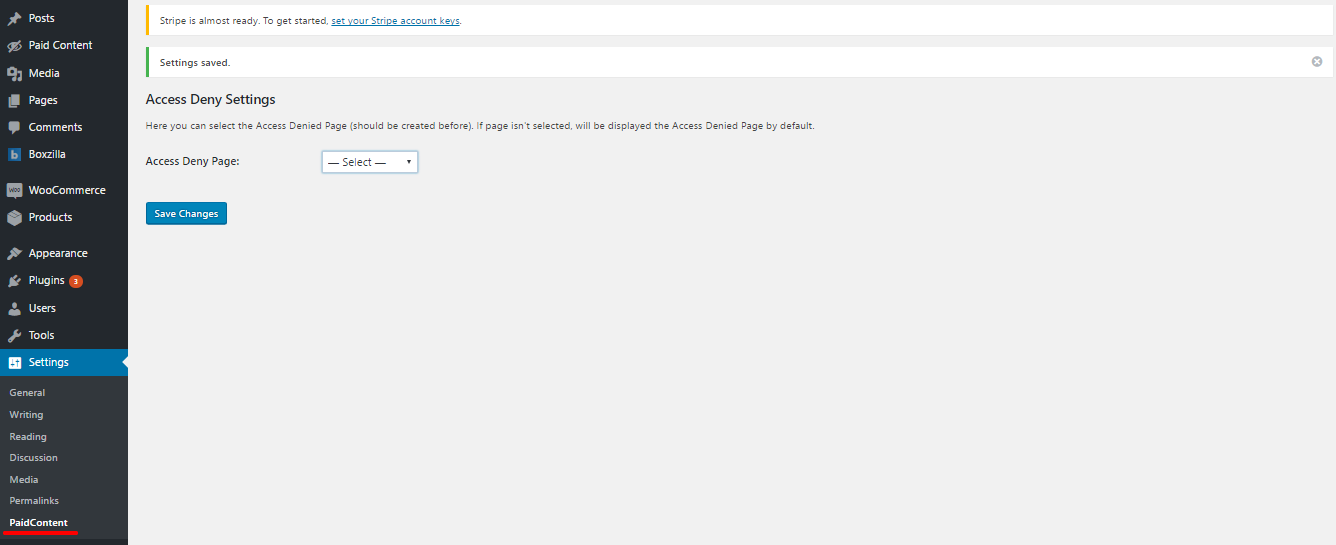 Posts
Paid Content
Media
Pages
Comments
b Boxzilla
Woo WooCommerce
Products
Appearance
Plugins 3
Users
Tools
Settings
General
Writing
Reading
Discussion
Media
Permalinks
PaidContent
Stripe is almost ready. To get started, set your Stripe account keys.
Settings saved.
Access Deny Settings
Here you can select the Access Denied Page (should be created before). If page isn't selected, will be displayed the Access Denied Page by default.
Access Deny Page: — Select —
Save Changes